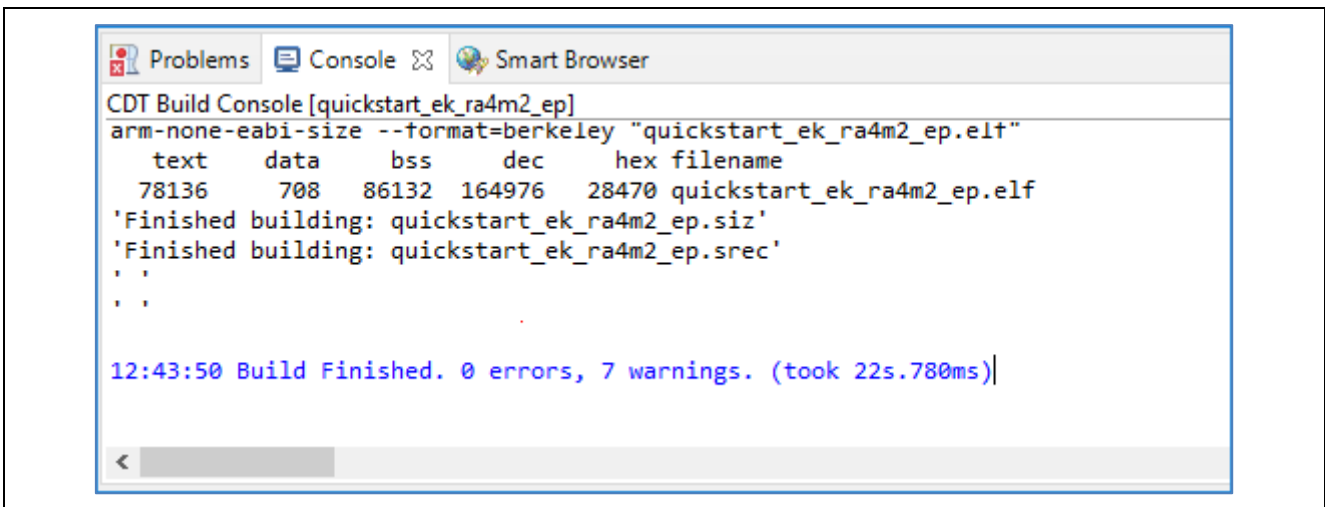 Problems Console Smart Browser
CDT Build Console [quickstart_ek_ra4m2_ep]
arm-none-eabi-size --format=berkeley "quickstart_ek_ra4m2_ep.elf"
   text    data     bss     dec     hex filename
  78136     708   86132  164976   28470 quickstart_ek_ra4m2_ep.elf
'Finished building: quickstart_ek_ra4m2_ep.siz'
'Finished building: quickstart_ek_ra4m2_ep.srec'
' '
' '
12:43:50 Build Finished. 0 errors, 7 warnings. (took 22s.780ms)